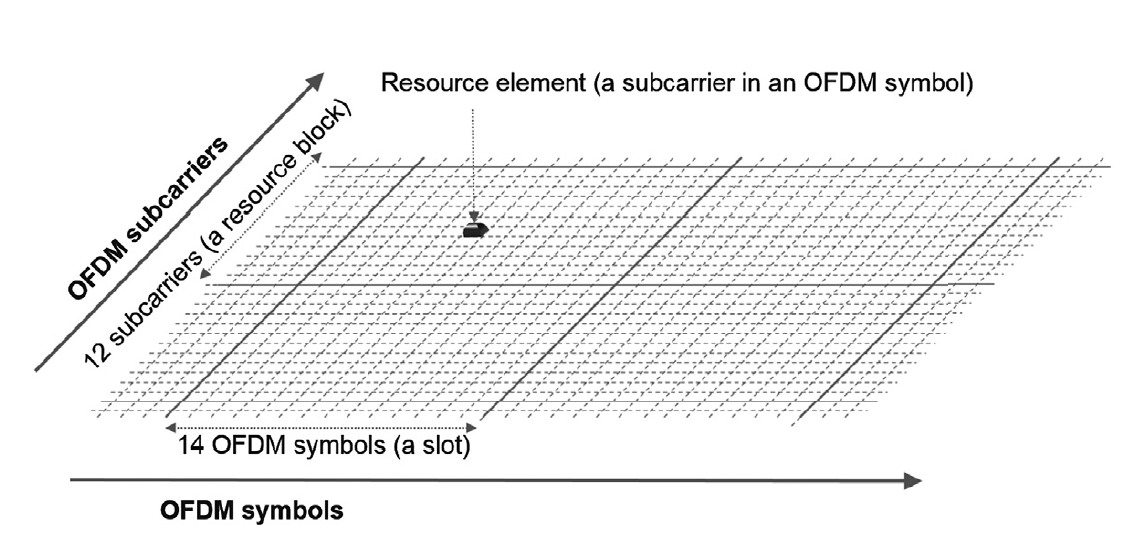 Resource element (a subcarrier in an OFDM symbol)
OFDM subcarriers
12 subcarriers (a resource block)
14 OFDM symbols (a slot)
OFDM symbols